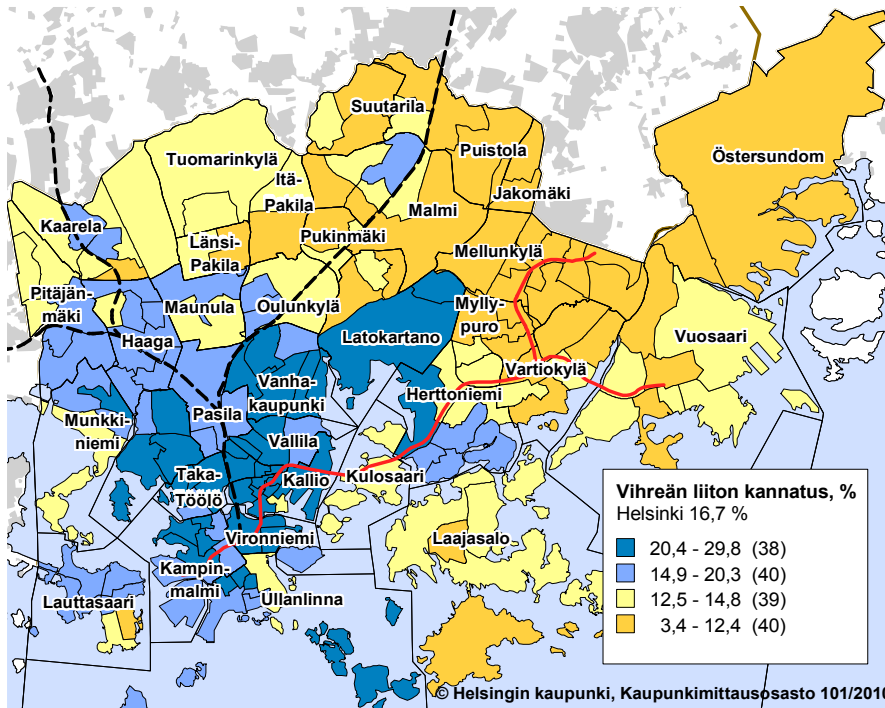 Suutarila
Puistola
Östersundom
Tuomarinkylä
Itä-
Pakila
Jakomäki
Malmi
Kaarela
Länsi-
Pakila
Pukinmäki
Mellunkylä
Pitäjän-
mäki
Maunula
Oulunkylä
Mylly-
puro
Haaga
Latokartano
Vuosaari
Vartiokylä
Vanha-
kaupunki
Herttoniemi
Munkki-
niemi
Pasila
Vallila
Taka-
Töölö
Kallio
Kulosaari
Vironniemi
Laajasalo
Kampin-
malmi
Ullanlinna
Lauttasaari
Vihreän liiton kannatus, %
Helsinki 16,7 %
20,4 - 29,8 (38)
14,9 - 20,3 (40)
12,5 - 14,8 (39)
3,4 - 12,4 (40)
© Helsingin kaupunki, Kaupunkimittausosasto 101/2010